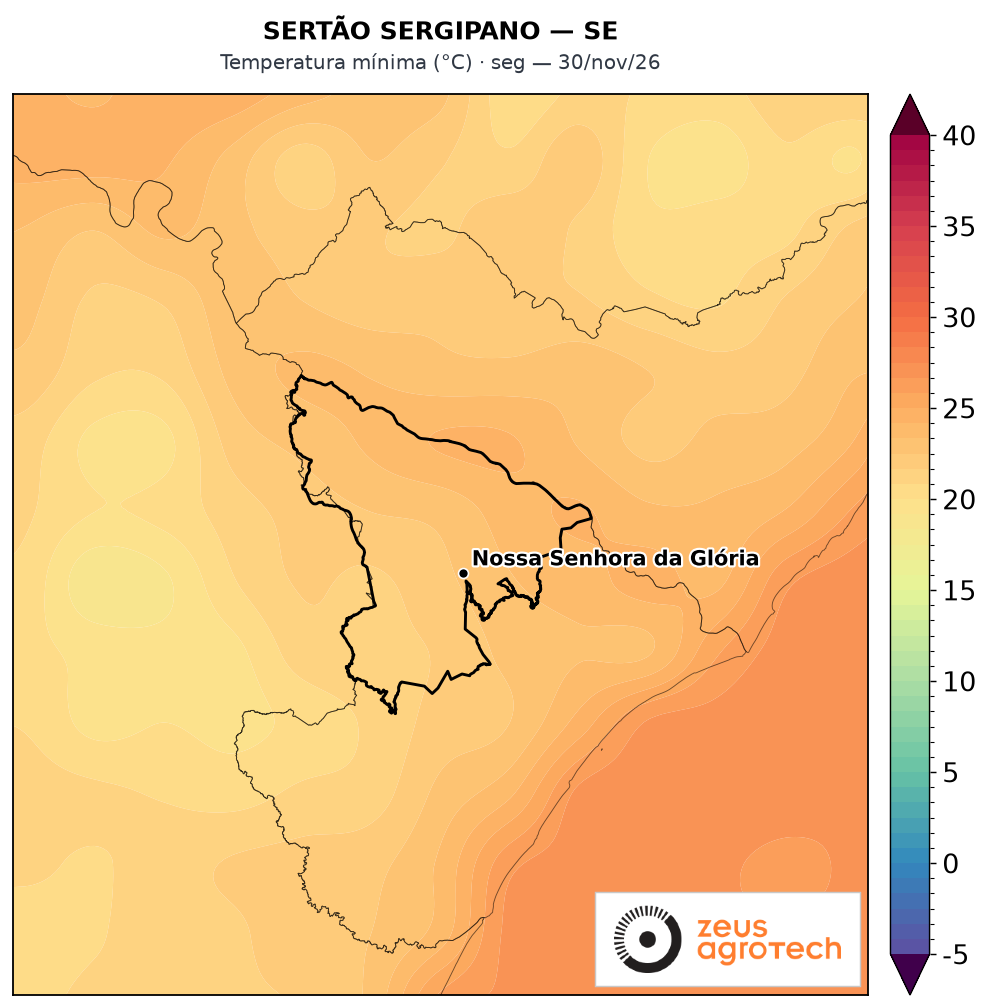 SERTÃO SERGIPANO — SE
Temperatura mínima (°C) · seg — 30/nov/26
40
35
30
25
20
15
10
5
0
-5
Nossa Senhora da Glória
zeus
agrotech